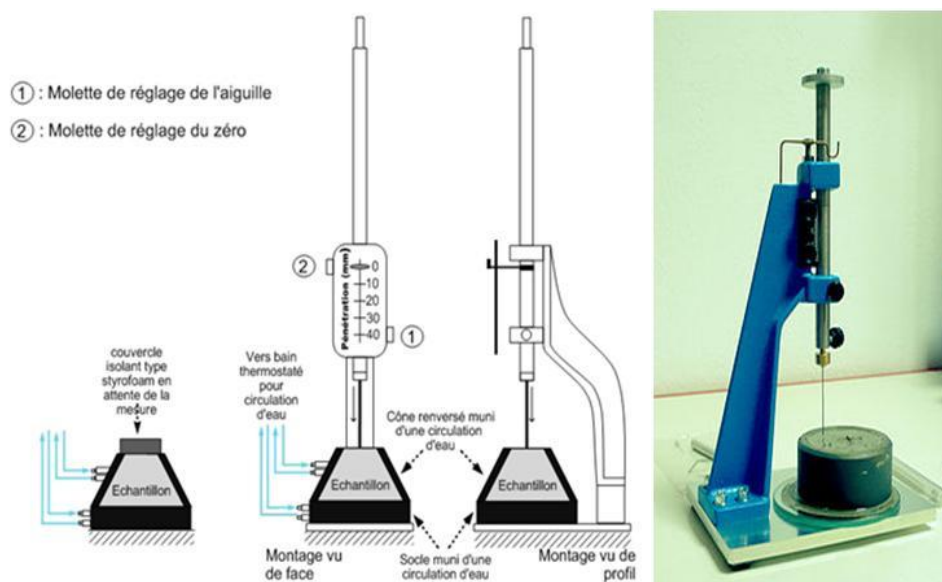 ① : Molette de réglage de l'aiguille
② : Molette de réglage du zéro
②
①
Pénétration (mm)
0
10
20
30
40
couvercle
isolant type
styrofoam en
attente de la
mesure
Echantillon
Vers bain
thermostaté
pour
circulation
d'eau
Cône renversé muni
d'une circulation
d'eau
Echantillon
Echantillon
Montage vu
de face
Socle muni d'une
circulation d'eau
Montage vu de
profil